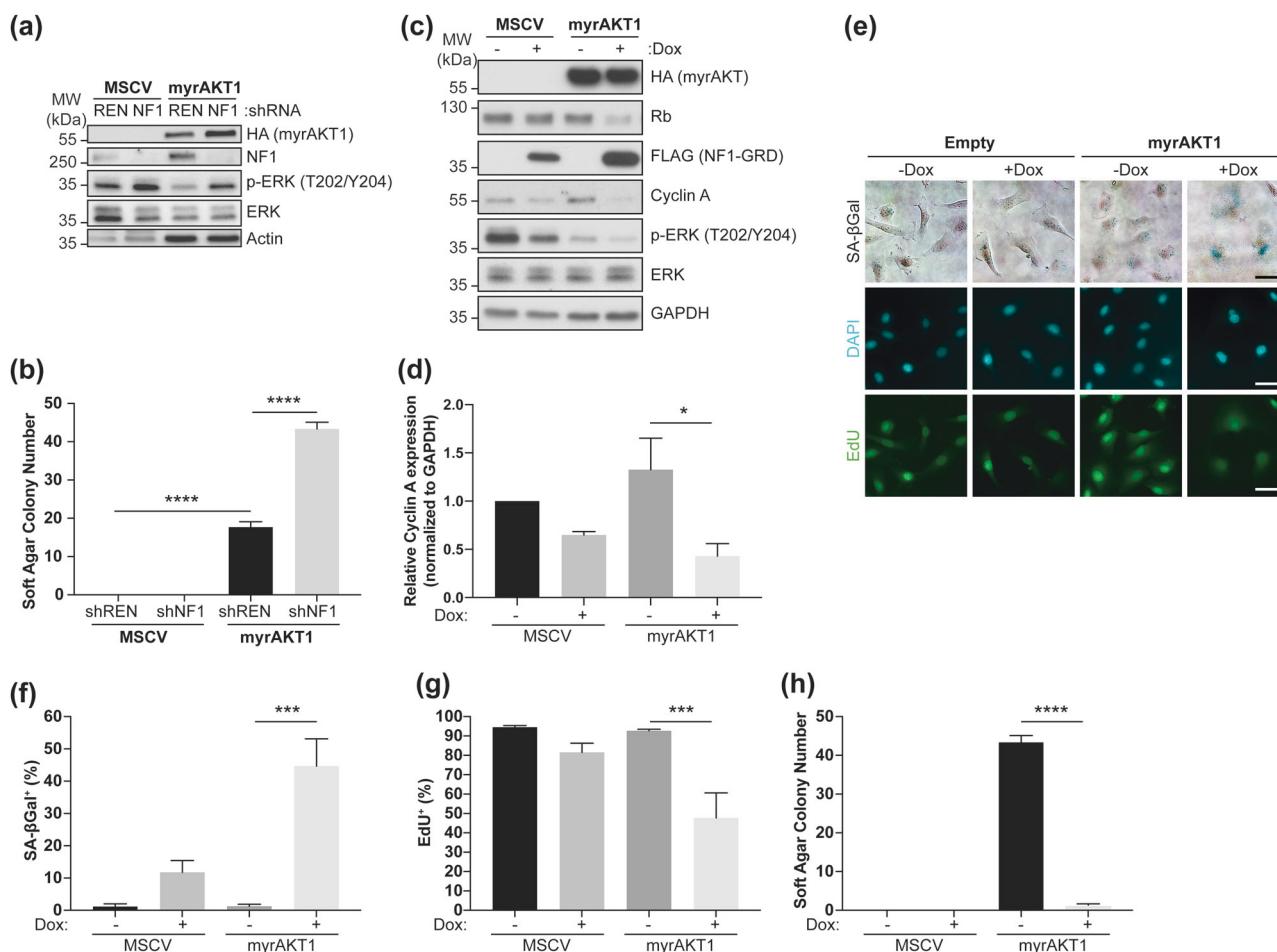 (a)
MW
(kDa)
MSCV myrAKT1
REN NF1 REN NF1 :shRNA
55 HA (myrAKT1)
250 NF1
35 p-ERK (T202/Y204)
35 ERK
35 Actin
(b)
Soft Agar Colony Number
50
40
30
20
10
0
**** ****
shREN shNF1 shREN shNF1
MSCV myrAKT1
(c)
MW
(kDa)
MSCV myrAKT1
- + - + :Dox
55 HA (myrAKT)
130 Rb
35 FLAG (NF1-GRD)
55 Cyclin A
35 p-ERK (T202/Y204)
35 ERK
35 GAPDH
(d)
Relative Cyclin A expression
(normalized to GAPDH)
2.0
1.5
1.0
0.5
0.0
*
Dox: - + - +
MSCV myrAKT1
(e)
Empty myrAKT1
-Dox +Dox -Dox +Dox
SA-βGal
DAPI
EdU
(f)
SA-βGal⁺ (%)
60
50
40
30
20
10
0
***
Dox: - + - +
MSCV myrAKT1
(g)
EdU⁺ (%)
100
90
80
70
60
50
40
30
20
10
0
***
Dox: - + - +
MSCV myrAKT1
(h)
Soft Agar Colony Number
50
40
30
20
10
0
****
Dox: - + - +
MSCV myrAKT1